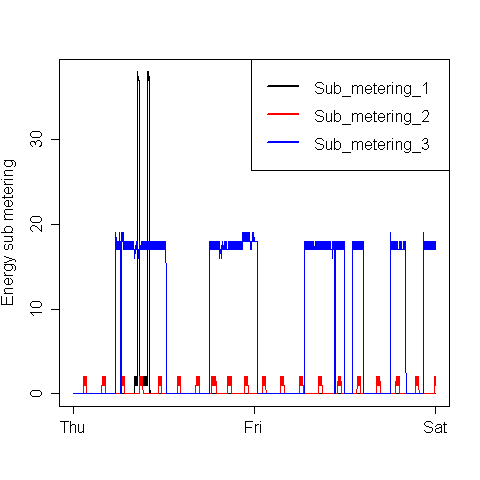 Sub_metering_1
Sub_metering_2
Sub_metering_3
Energy sub metering
30
20
10
0
Thu Fri Sat